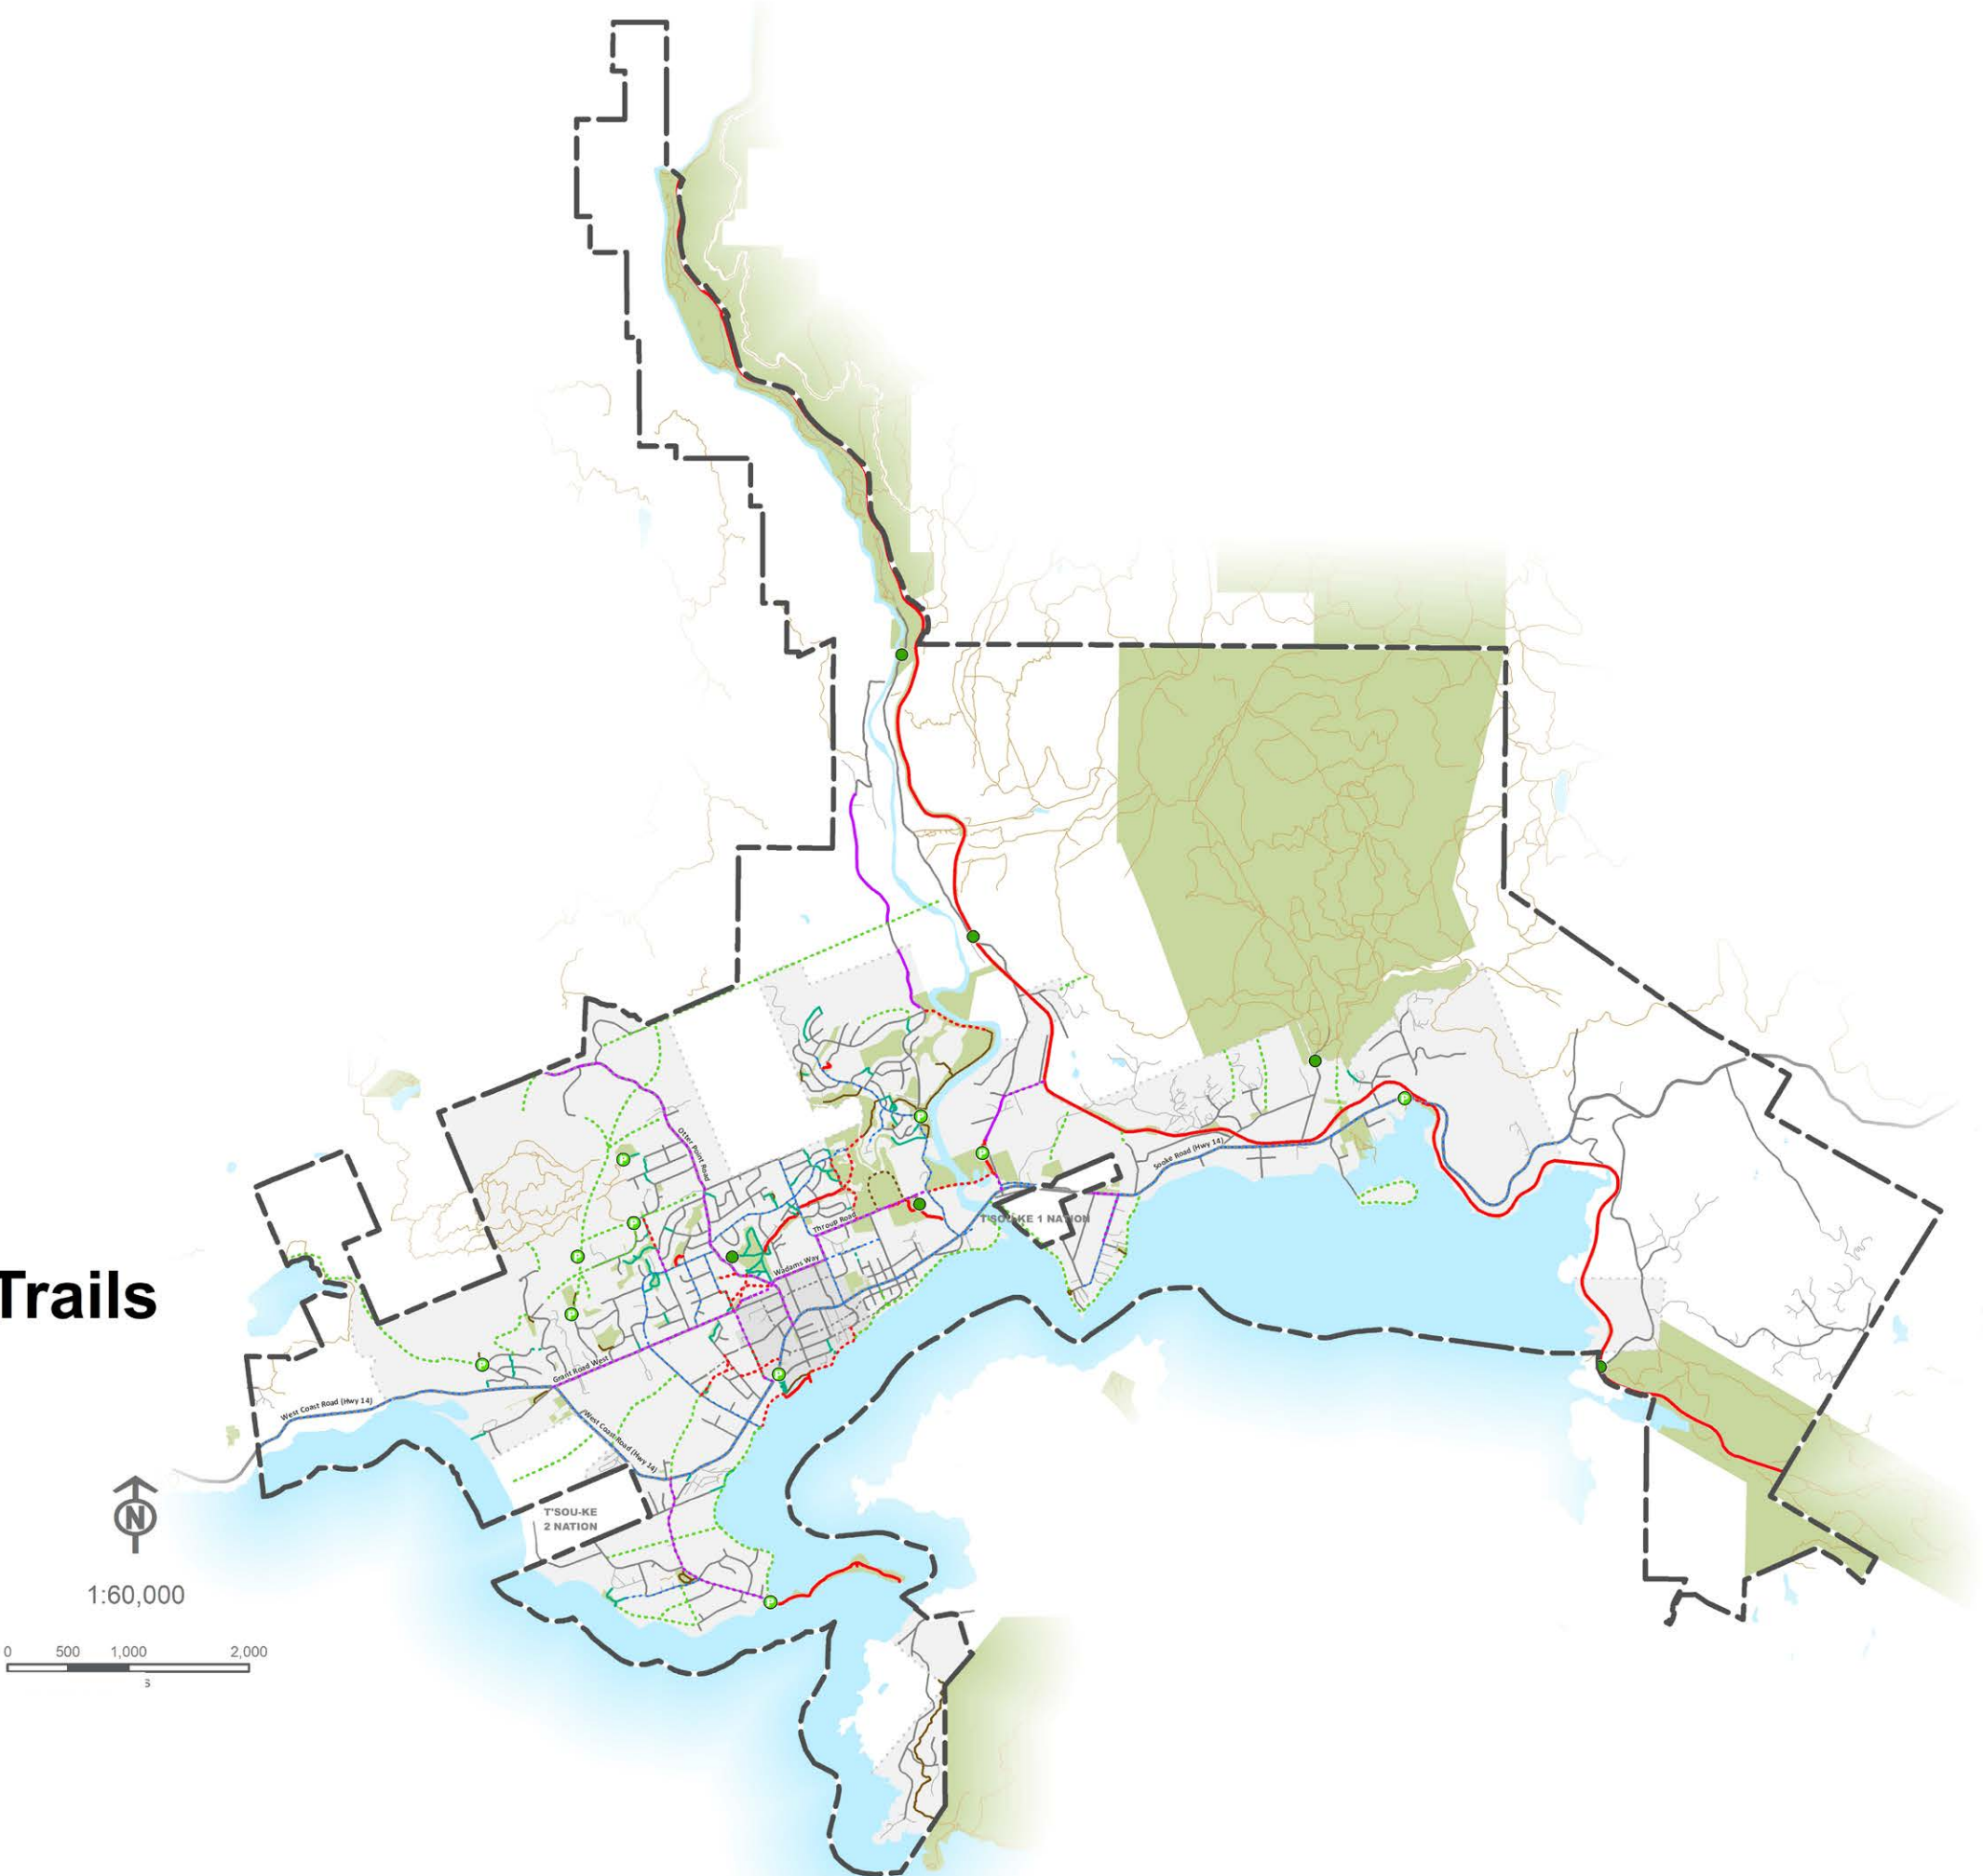 Otter Point Road
Sooke Road (Hwy 14)
T'SOU-KE 1 NATION
Throup Road
Wadams Way
Trails
Grant Road West
West Coast Road (Hwy 14)
West Coast Road (Hwy 14)
T'SOU-KE
2 NATION
N
1:60,000
0 500 1,000 2,000
s
P
P
P
P
P
P
P
P
P
P